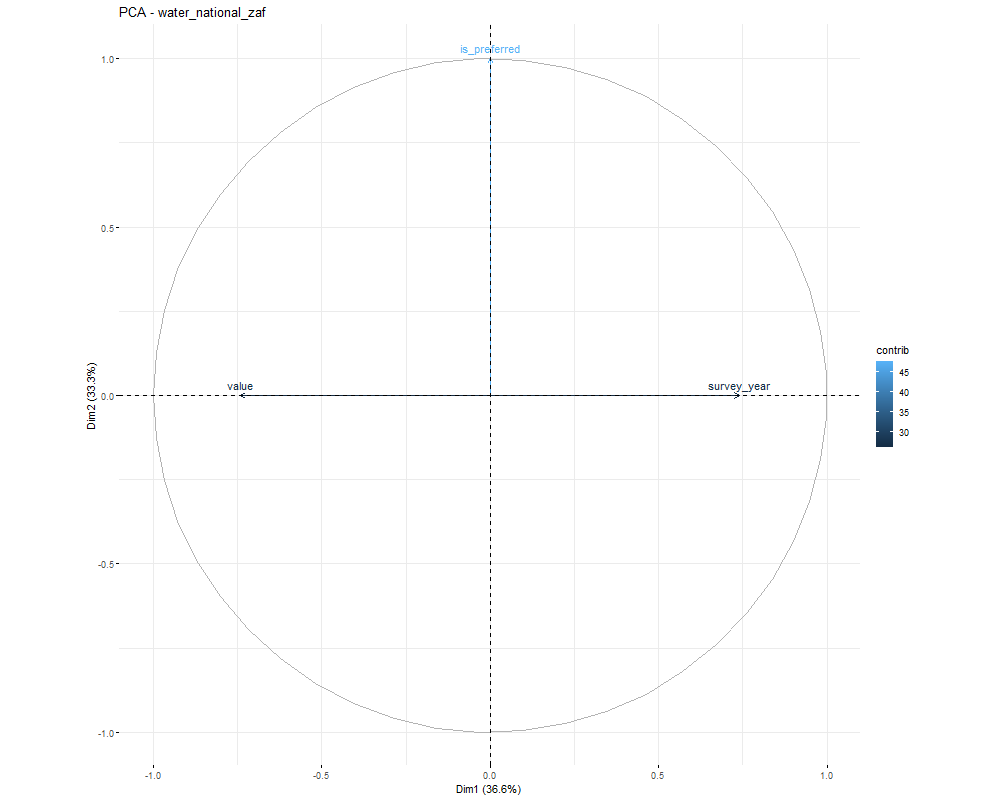 PCA - water_national_zaf
is_preferred
1.0
0.5
0.0
-0.5
-1.0
Dim2 (33.3%)
value
survey_year
-1.0
-0.5
0.0
0.5
1.0
Dim1 (36.6%)
contrib
45
40
35
30